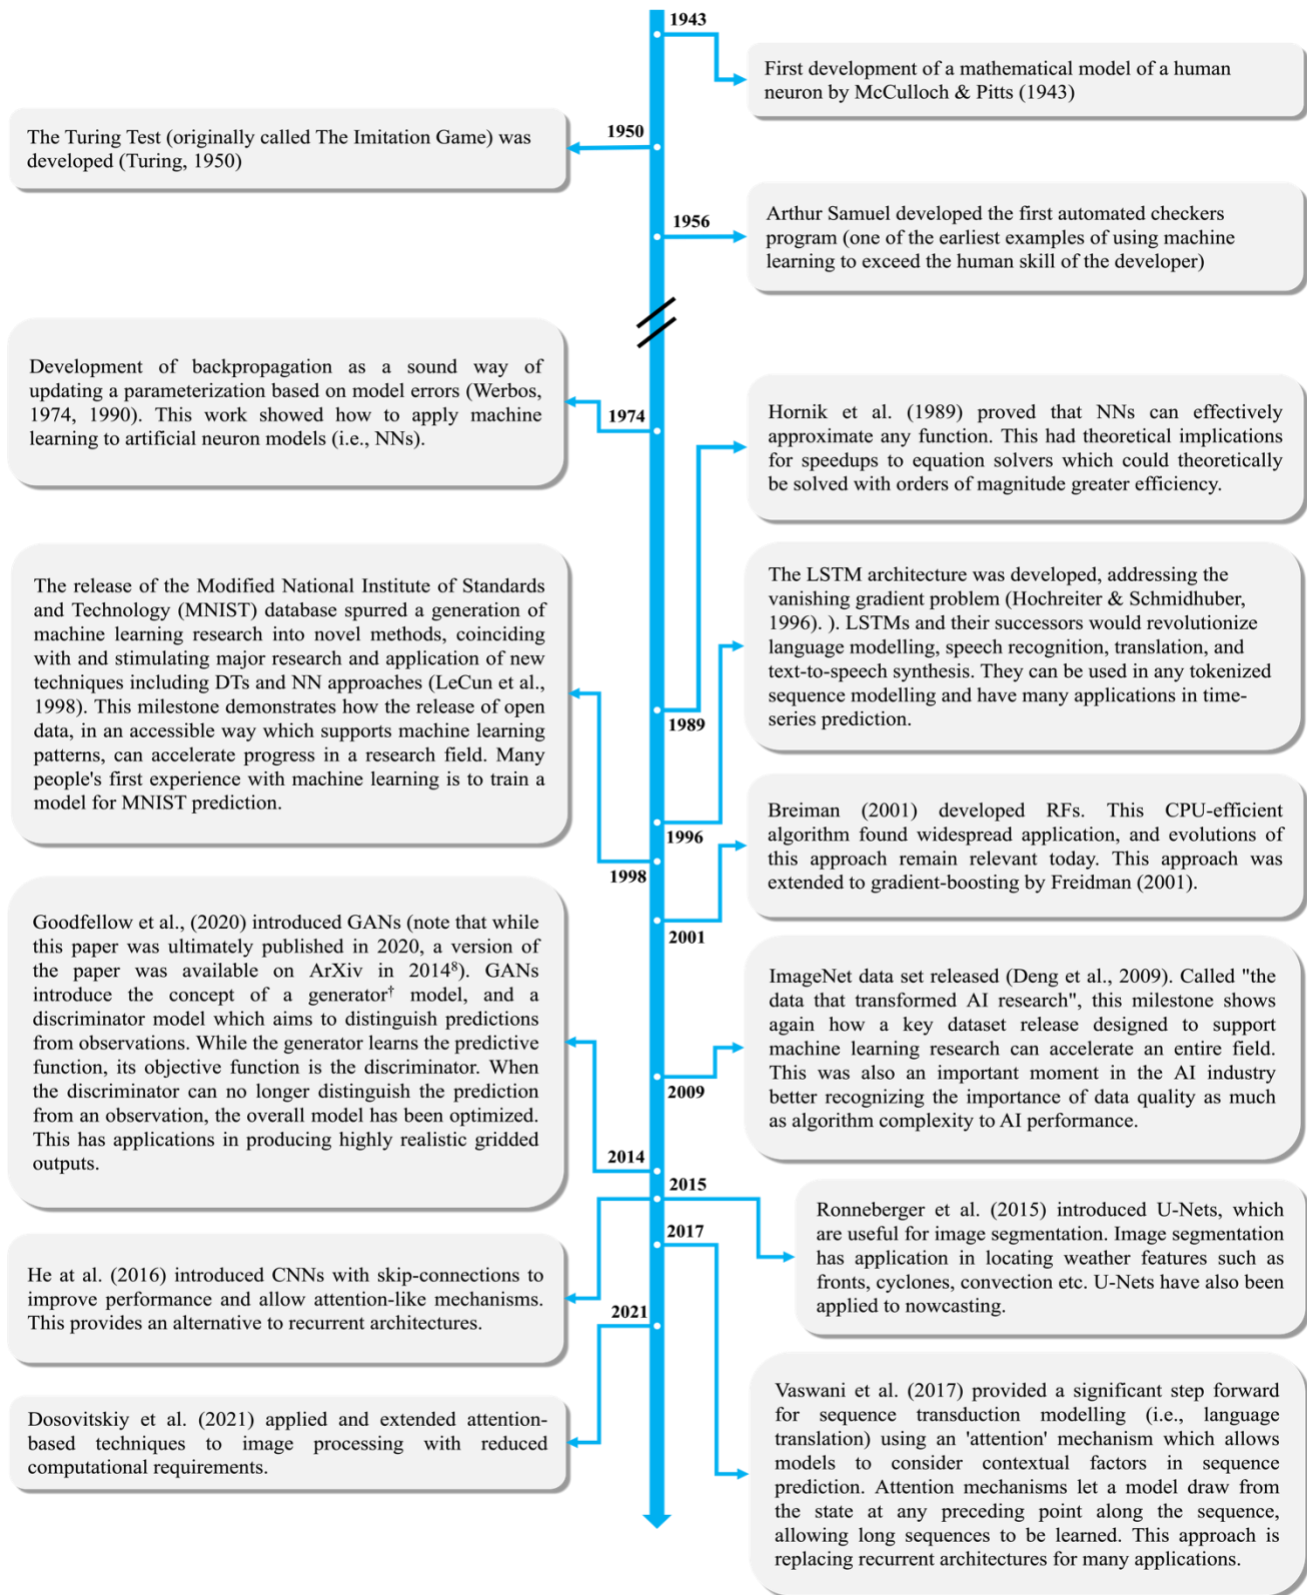 1943
First development of a mathematical model of a human
neuron by McCulloch & Pitts (1943)
1950
The Turing Test (originally called The Imitation Game) was
developed (Turing, 1950)
1956
Arthur Samuel developed the first automated checkers
program (one of the earliest examples of using machine
learning to exceed the human skill of the developer)
Development of backpropagation as a sound way of
updating a parameterization based on model errors (Werbos,
1974, 1990). This work showed how to apply machine
learning to artificial neuron models (i.e., NNs).
1974
Hornik et al. (1989) proved that NNs can effectively
approximate any function. This had theoretical implications
for speedups to equation solvers which could theoretically
be solved with orders of magnitude greater efficiency.
1989
The LSTM architecture was developed, addressing the
vanishing gradient problem (Hochreiter & Schmidhuber,
1996). ). LSTMs and their successors would revolutionize
language modelling, speech recognition, translation, and
text-to-speech synthesis. They can be used in any tokenized
sequence modelling and have many applications in time-
series prediction.
1996
The release of the Modified National Institute of Standards
and Technology (MNIST) database spurred a generation of
machine learning research into novel methods, coinciding
with and stimulating major research and application of new
techniques including DTs and NN approaches (LeCun et al.,
1998). This milestone demonstrates how the release of open
data, in an accessible way which supports machine learning
patterns, can accelerate progress in a research field. Many
people's first experience with machine learning is to train a
model for MNIST prediction.
1998
Breiman (2001) developed RFs. This CPU-efficient
algorithm found widespread application, and evolutions of
this approach remain relevant today. This approach was
extended to gradient-boosting by Freidman (2001).
2001
ImageNet data set released (Deng et al., 2009). Called "the
data that transformed AI research", this milestone shows
again how a key dataset release designed to support
machine learning research can accelerate an entire field.
This was also an important moment in the AI industry
better recognizing the importance of data quality as much
as algorithm complexity to AI performance.
2009
Goodfellow et al., (2020) introduced GANs (note that while
this paper was ultimately published in 2020, a version of
the paper was available on ArXiv in 2014⁸). GANs
introduce the concept of a generator† model, and a
discriminator model which aims to distinguish predictions
from observations. While the generator learns the predictive
function, its objective function is the discriminator. When
the discriminator can no longer distinguish the prediction
from an observation, the overall model has been optimized.
This has applications in producing highly realistic gridded
outputs.
2014
2015
Ronneberger et al. (2015) introduced U-Nets, which
are useful for image segmentation. Image segmentation
has application in locating weather features such as
fronts, cyclones, convection etc. U-Nets have also been
applied to nowcasting.
He at al. (2016) introduced CNNs with skip-connections to
improve performance and allow attention-like mechanisms.
This provides an alternative to recurrent architectures.
2017
Vaswani et al. (2017) provided a significant step forward
for sequence transduction modelling (i.e., language
translation) using an 'attention' mechanism which allows
models to consider contextual factors in sequence
prediction. Attention mechanisms let a model draw from
the state at any preceding point along the sequence,
allowing long sequences to be learned. This approach is
replacing recurrent architectures for many applications.
2021
Dosovitskiy et al. (2021) applied and extended attention-
based techniques to image processing with reduced
computational requirements.